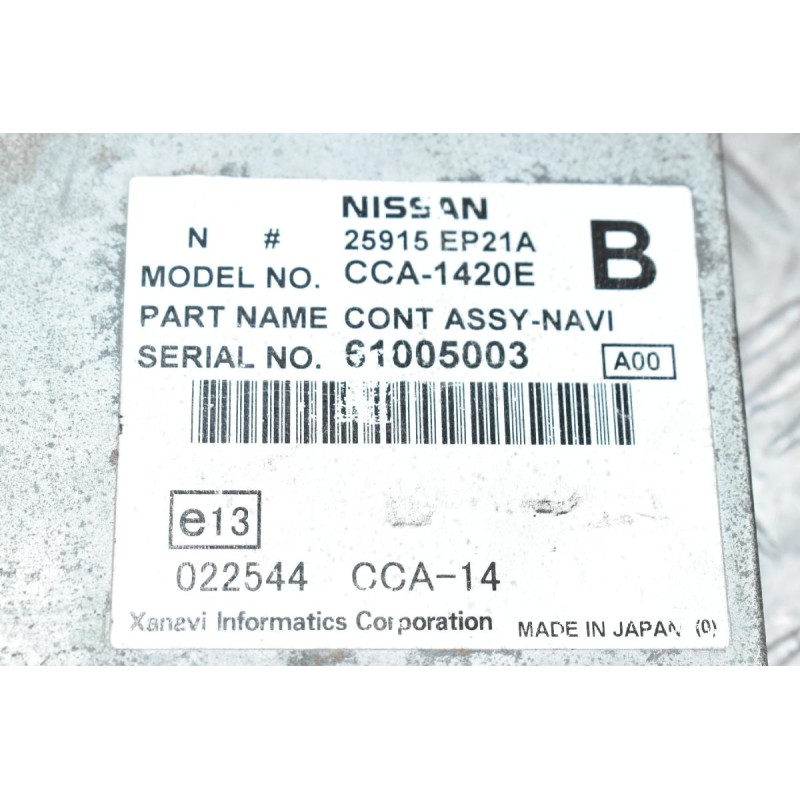 NISSAN
N # 25915 EP21A B
MODEL NO. CCA-1420E
PART NAME CONT ASSY-NAVI
SERIAL NO. 61005003 A00
e13
022544 CCA-14
Xanavi Informatics Corporation MADE IN JAPAN (0)